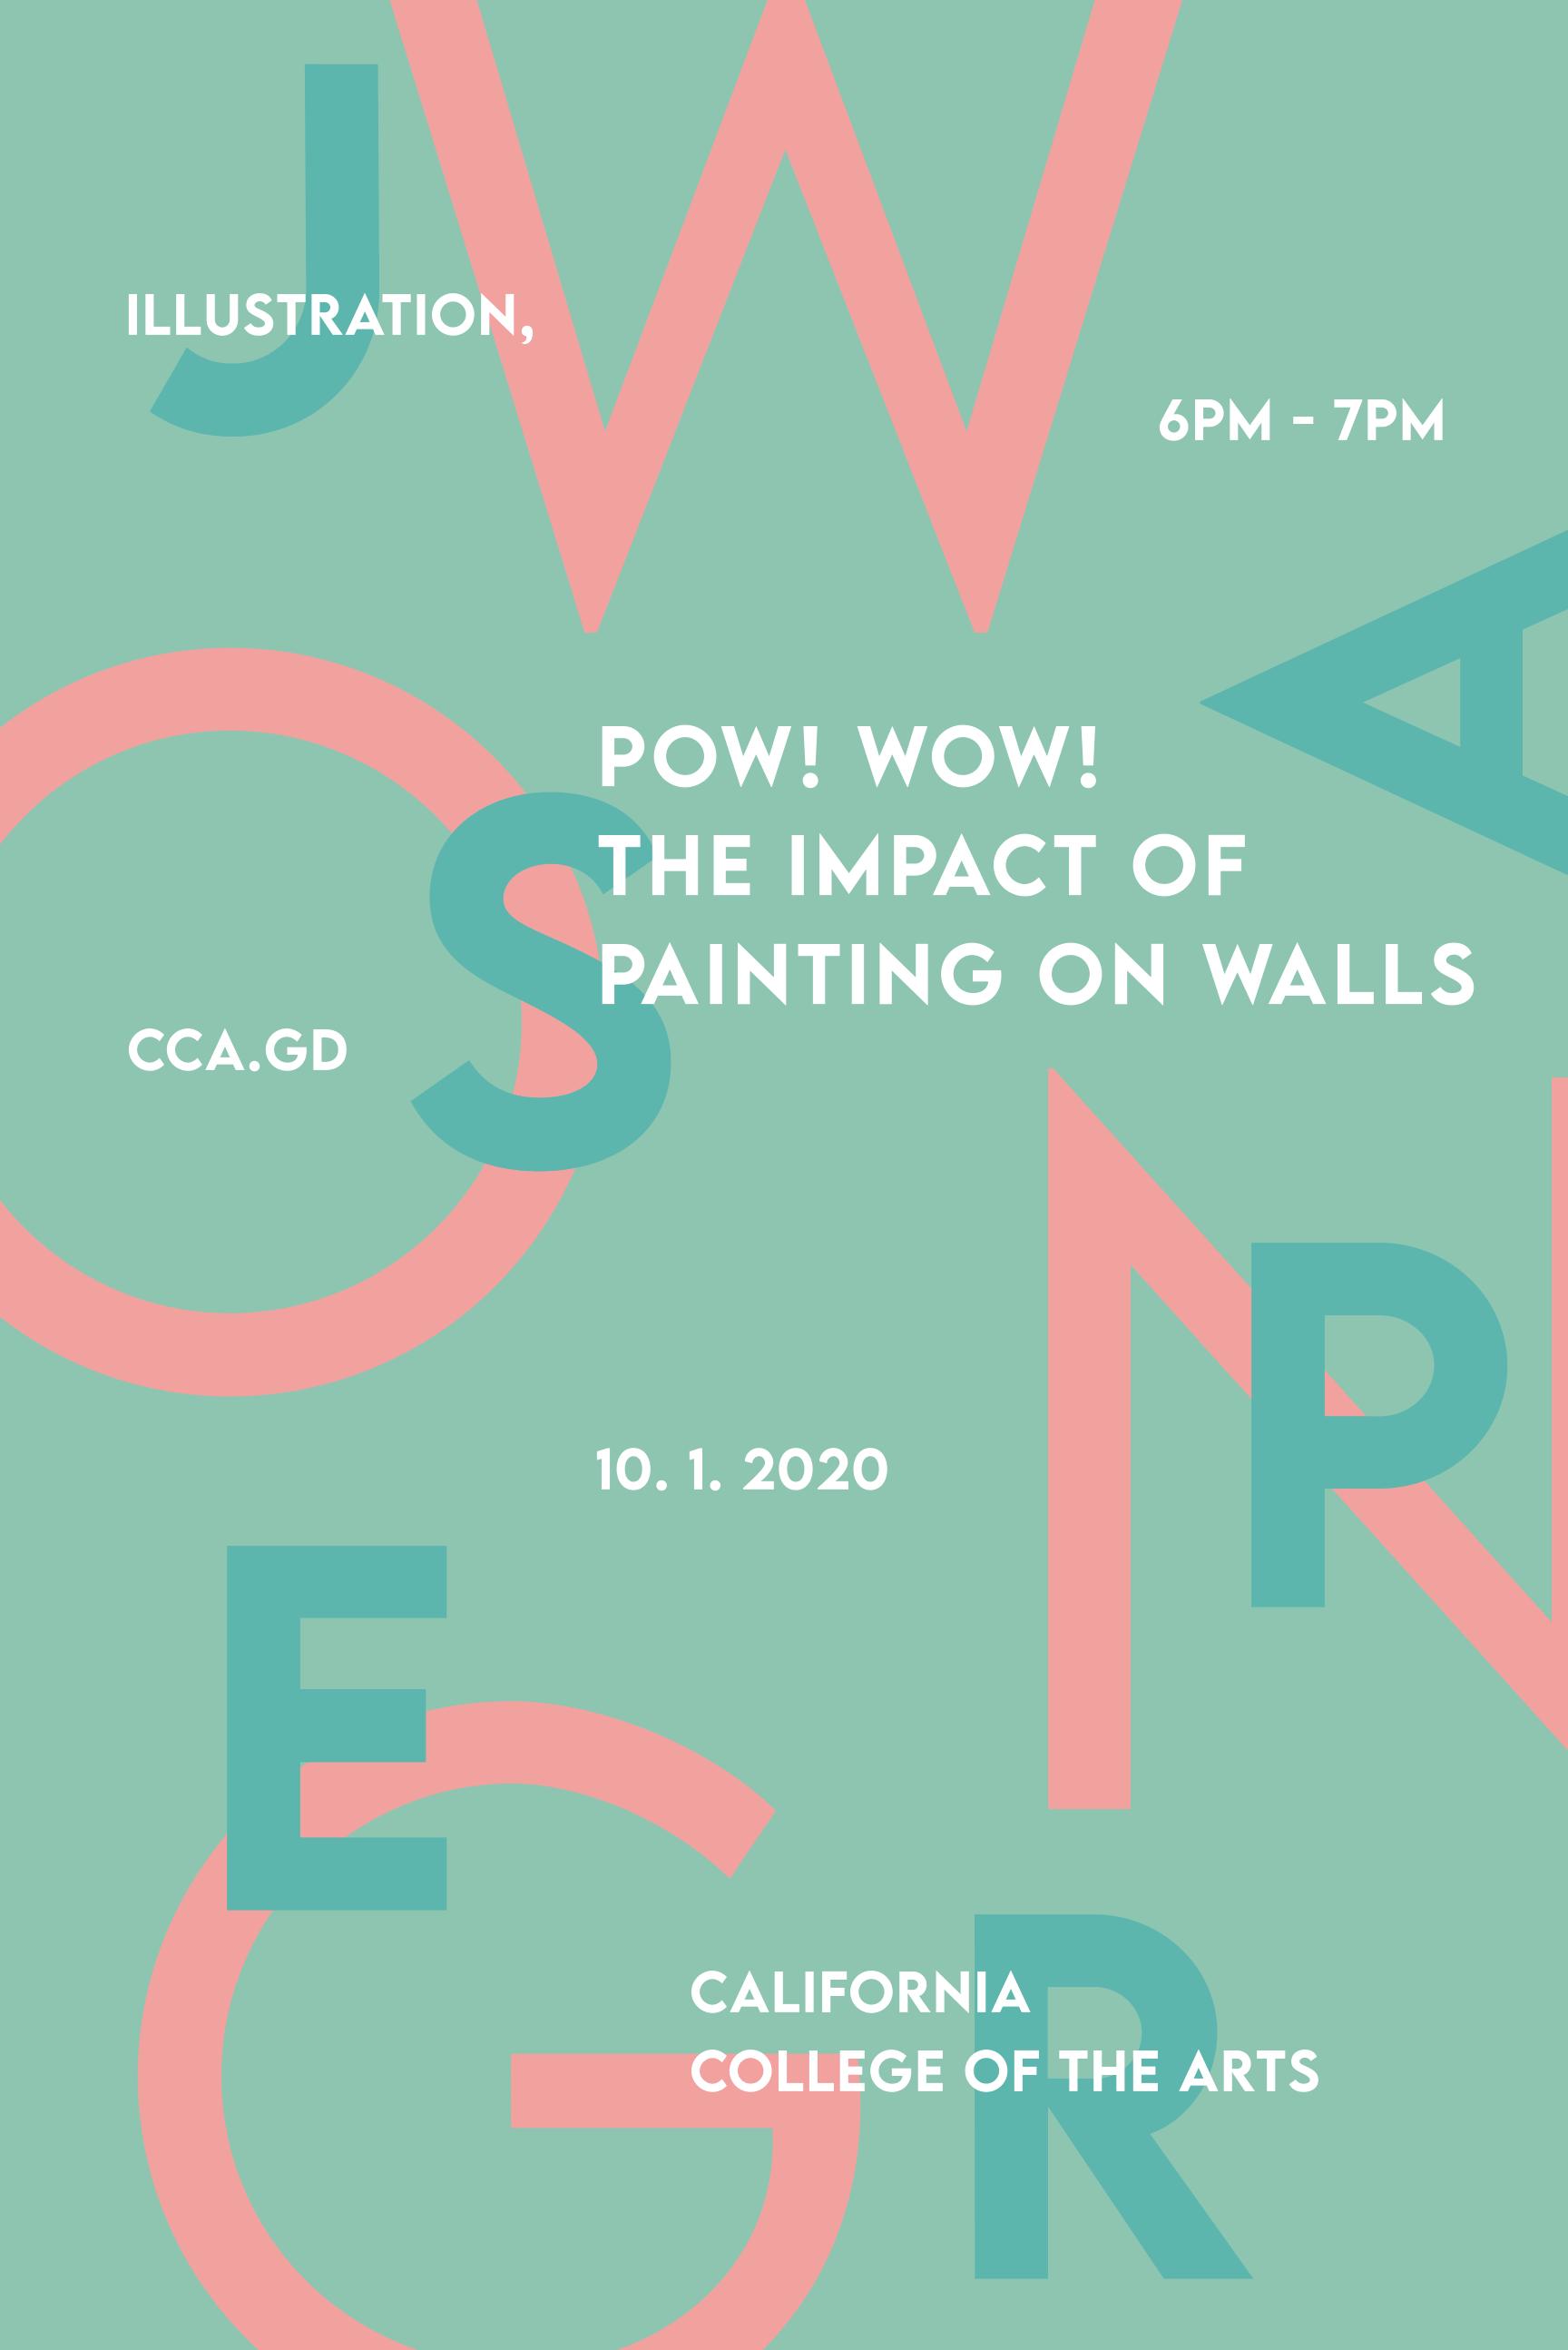 J
W
ILLUSTRATION,
6PM - 7PM
A
O
S
POW! WOW!
THE IMPACT OF
PAINTING ON WALLS
CCA.GD
N
P
10. 1. 2020
E
G
R
CALIFORNIA
COLLEGE OF THE ARTS